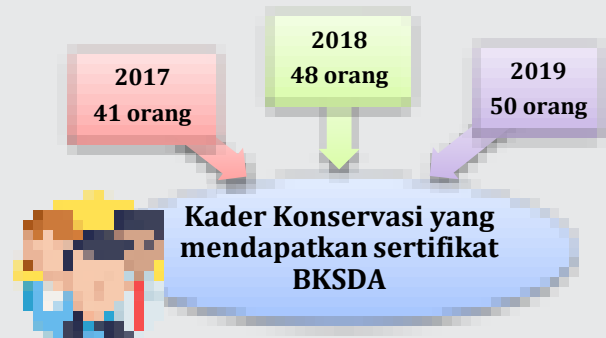 2017
41 orang
2018
48 orang
2019
50 orang
Kader Konservasi yang
mendapatkan sertifikat
BKSDA